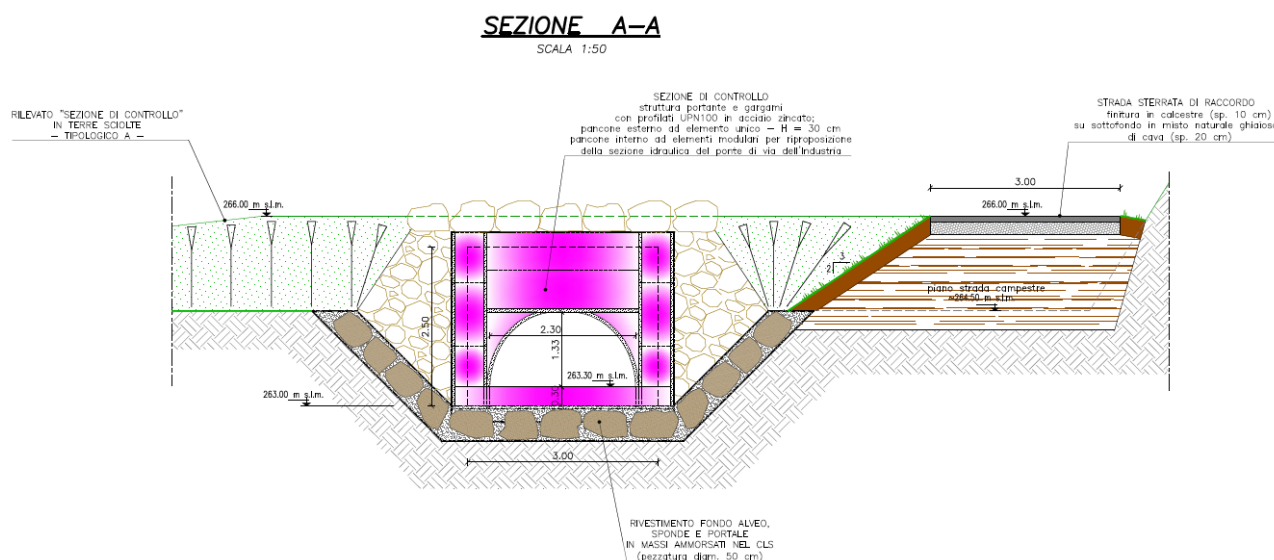 SEZIONE A-A
SCALA 1:50
RILEVATO "SEZIONE DI CONTROLLO"
IN TERRE SCIOLTE
- TIPOLOGICO A -
SEZIONE DI CONTROLLO
struttura portante e gargami
con profilati UPN100 in acciaio zincato;
pancone esterno ad elemento unico - H = 30 cm
pancone interno ad elementi modulari per riproposizione
della sezione idraulica del ponte di via dell'Industria
STRADA STERRATA DI RACCORDO
finitura in calcestre (sp. 10 cm)
su sottofondo in misto naturale ghiaioso
di cava (sp. 20 cm)
3.00
266.00 m s.l.m.
266.00 m s.l.m.
3
2
piano strada campestre
≈264.50 m s.l.m.
2.50
2.30
1.33
263.30 m s.l.m.
0.30
263.00 m s.l.m.
3.00
RIVESTIMENTO FONDO ALVEO,
SPONDE E PORTALE
IN MASSI AMMORSATI NEL CLS
(pezzatura diam. 50 cm)